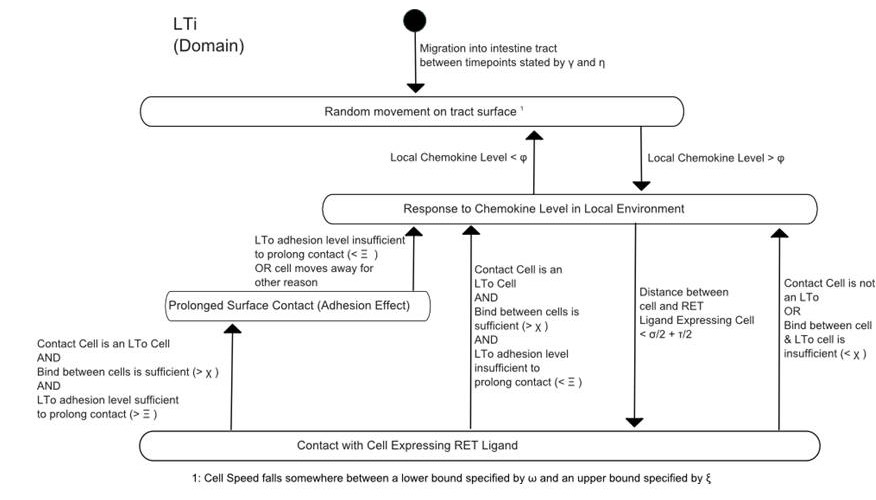 LTi
(Domain)
Migration into intestine tract
between timepoints stated by γ and η
Random movement on tract surface ¹
Local Chemokine Level < φ
Local Chemokine Level > φ
Response to Chemokine Level in Local Environment
LTo adhesion level insufficient
to prolong contact (< Ξ )
OR cell moves away for
other reason
Contact Cell is an
LTo Cell
AND
Bind between cells is
sufficient (> χ )
AND
LTo adhesion level
insufficient to
prolong contact (< Ξ )
Distance between
cell and RET
Ligand Expressing Cell
< σ/2 + τ/2
Contact Cell is not
an LTo
OR
Bind between cell
& LTo cell is
insufficient (< χ )
Prolonged Surface Contact (Adhesion Effect)
Contact Cell is an LTo Cell
AND
Bind between cells is sufficient (> χ )
AND
LTo adhesion level sufficient
to prolong contact (> Ξ )
Contact with Cell Expressing RET Ligand
1: Cell Speed falls somewhere between a lower bound specified by ω and an upper bound specified by ξ